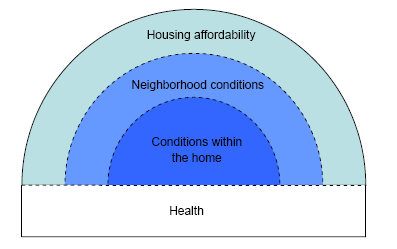 Housing affordability
Neighborhood conditions
Conditions within
the home
Health